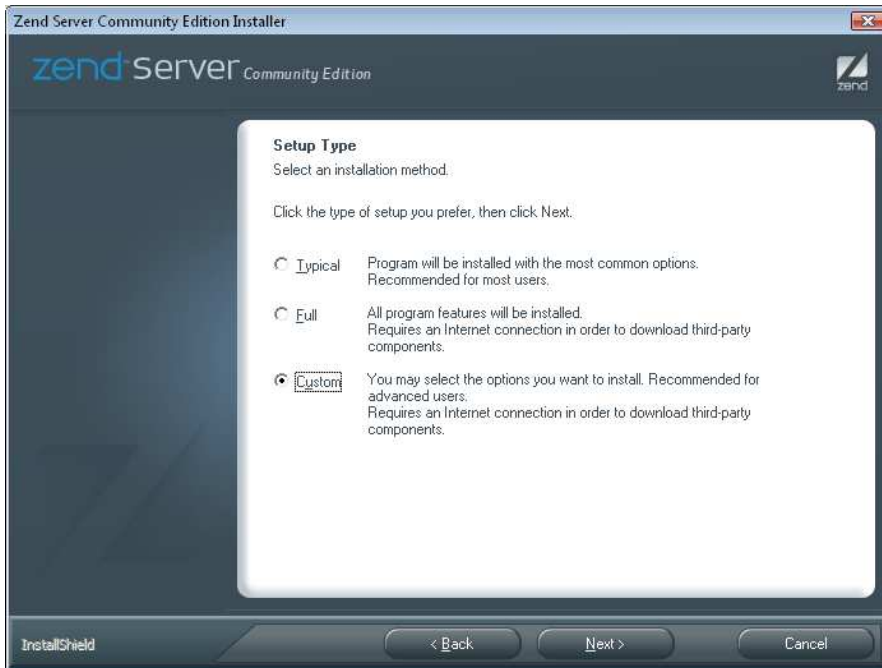 Zend Server Community Edition Installer
zend server Community Edition
zend
Setup Type
Select an installation method.
Click the type of setup you prefer, then click Next.
Typical
Program will be installed with the most common options.
Recommended for most users.
Full
All program features will be installed.
Requires an Internet connection in order to download third-party
components.
Custom
You may select the options you want to install. Recommended for
advanced users.
Requires an Internet connection in order to download third-party
components.
InstallShield
< Back
Next >
Cancel